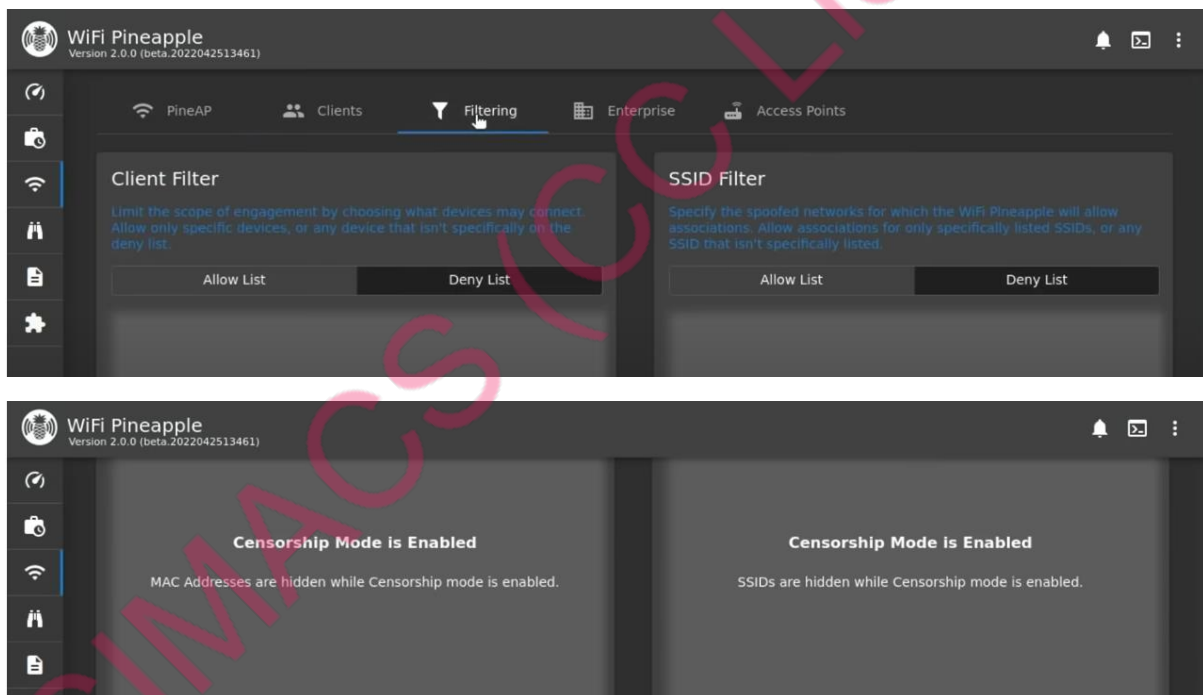 WiFi Pineapple
Version 2.0.0 (beta.2022042513461)
PineAP
Clients
Filtering
Enterprise
Access Points
Client Filter
Limit the scope of engagement by choosing what devices may connect.
Allow only specific devices, or any device that isn't specifically on the
deny list.
Allow List
Deny List
SSID Filter
Specify the spoofed networks for which the WiFi Pineapple will allow
associations. Allow associations for only specifically listed SSIDs, or any
SSID that isn't specifically listed.
Allow List
Deny List
WiFi Pineapple
Version 2.0.0 (beta.2022042513461)
Censorship Mode is Enabled
MAC Addresses are hidden while Censorship mode is enabled.
Censorship Mode is Enabled
SSIDs are hidden while Censorship mode is enabled.
CIMACS (CC